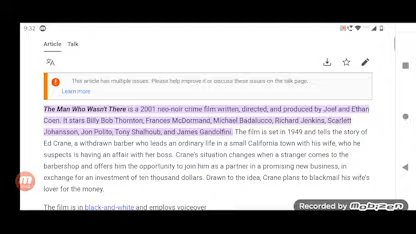 9:32
Article Talk
This article has multiple issues. Please help improve it or discuss these issues on the talk page.
Learn more
The Man Who Wasn't There is a 2001 neo-noir crime film written, directed, and produced by Joel and Ethan
Coen. It stars Billy Bob Thornton, Frances McDormand, Michael Badalucco, Richard Jenkins, Scarlett
Johansson, Jon Polito, Tony Shalhoub, and James Gandolfini. The film is set in 1949 and tells the story of
Ed Crane, a withdrawn barber who leads an ordinary life in a small California town with his wife, who he
suspects is having an affair with her boss. Crane's situation changes when a stranger comes to the
barbershop and offers him the opportunity to join him as a partner in a promising new business, in
exchange for an investment of ten thousand dollars. Drawn to the idea, Crane plans to blackmail his wife's
lover for the money.
The film is in black-and-white and employs voiceover
Recorded by MOBIZEN